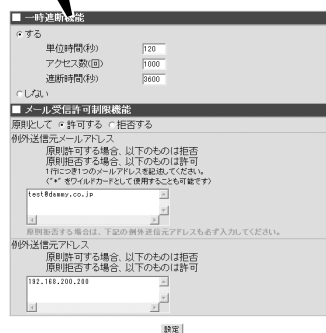 ■ 一時遮断機能
する
単位時間(秒) 120
アクセス数(回) 1000
遮断時間(秒) 3600
しない
■ メール受信許可制限機能
原則として 許可する 拒否する
例外送信元メールアドレス
原則許可する場合、以下のものは拒否
原則拒否する場合、以下のものは許可
1行につき1つのメールアドレスを記述してください。
("*" をワイルドカードとして使用することも可能です)
test@dammy.co.jp
原則拒否する場合は、下記の例外送信元アドレスも必ず入力してください。
例外送信元アドレス
原則許可する場合、以下のものは拒否
原則拒否する場合、以下のものは許可
192.168.200.200
設定